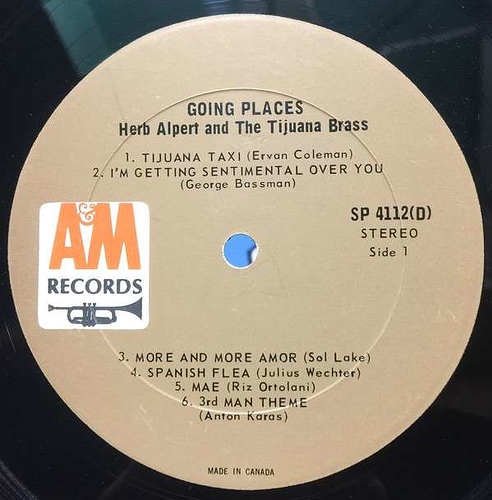 GOING PLACES
Herb Alpert and The Tijuana Brass
1. TIJUANA TAXI (Ervan Coleman)
2. I'M GETTING SENTIMENTAL OVER YOU
(George Bassman)
A&M
RECORDS
SP 4112(D)
STEREO
Side 1
3. MORE AND MORE AMOR (Sol Lake)
4. SPANISH FLEA (Julius Wechter)
5. MAE (Riz Ortolani)
6. 3rd MAN THEME
(Anton Karas)
MADE IN CANADA